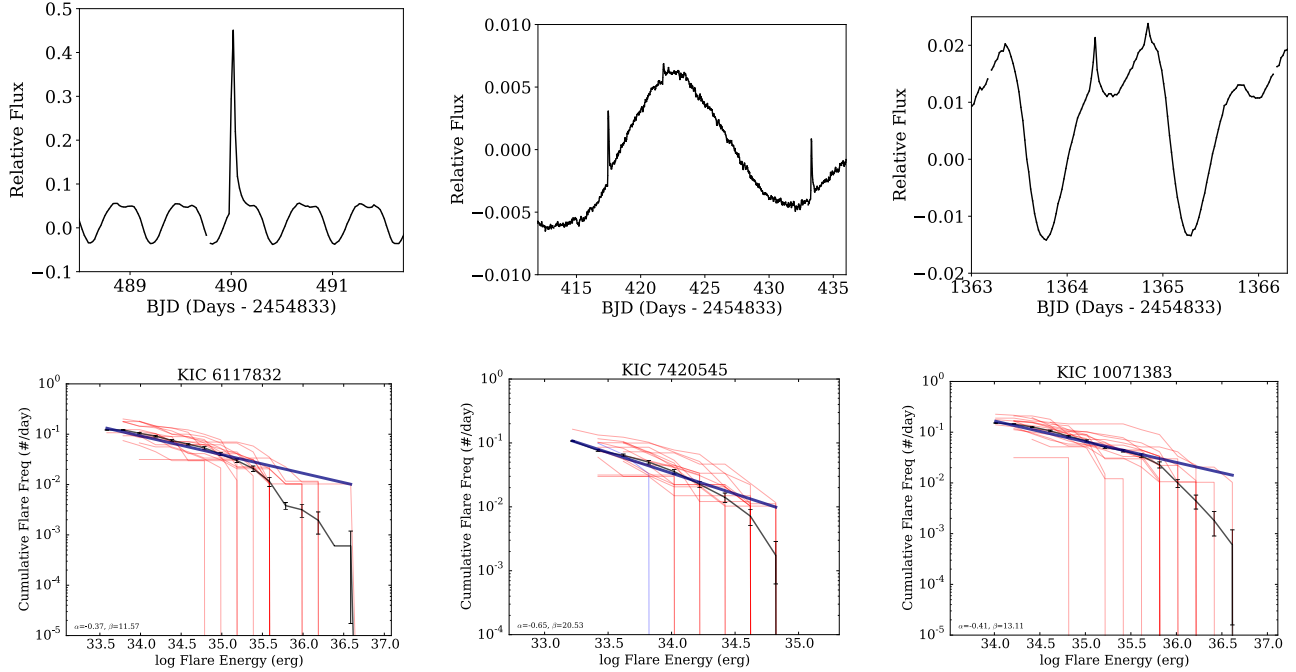 0.5
0.4
0.3
0.2
0.1
0.0
−0.1
Relative Flux
489 490 491
BJD (Days - 2454833)
0.010
0.005
0.000
−0.005
−0.010
Relative Flux
415 420 425 430 435
BJD (Days - 2454833)
0.02
0.01
0.00
−0.01
−0.02
Relative Flux
1363 1364 1365 1366
BJD (Days - 2454833)
KIC 6117832
10^0
10^-1
10^-2
10^-3
10^-4
10^-5
Cumulative Flare Freq (#/day)
α=-0.37, β=11.57
33.5 34.0 34.5 35.0 35.5 36.0 36.5 37.0
log Flare Energy (erg)
KIC 7420545
10^0
10^-1
10^-2
10^-3
10^-4
Cumulative Flare Freq (#/day)
α=-0.65, β=20.53
33.0 33.5 34.0 34.5 35.0
log Flare Energy (erg)
KIC 10071383
10^0
10^-1
10^-2
10^-3
10^-4
10^-5
Cumulative Flare Freq (#/day)
α=-0.41, β=13.11
34.0 34.5 35.0 35.5 36.0 36.5 37.0
log Flare Energy (erg)